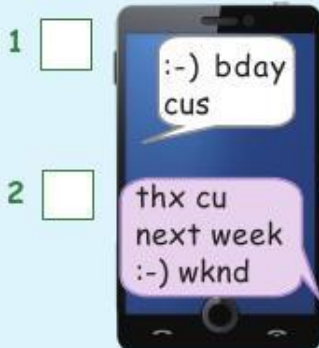 1
:-) bday
cus
2
thx cu
next week
:-) wknd